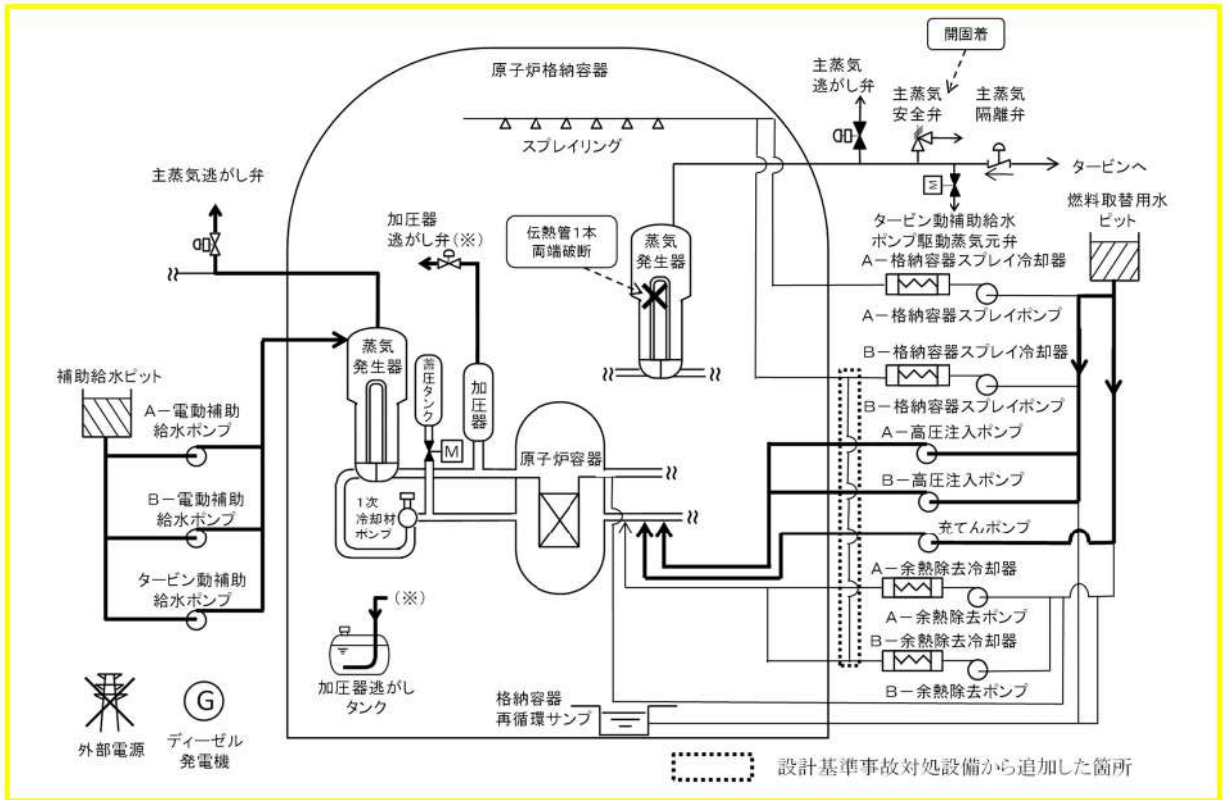 開固着
原子炉格納容器
主蒸気
逃がし弁
主蒸気
安全弁
主蒸気
隔離弁
スプレイリング
タービンへ
主蒸気逃がし弁
加圧器
逃がし弁(※)
伝熱管1本
両端破断
蒸気
発生器
M
タービン動補助給水
ポンプ駆動蒸気元弁
燃料取替用水
ピット
A-格納容器スプレイ冷却器
A-格納容器スプレイポンプ
蒸気
発生器
蓄圧タンク
加圧器
B-格納容器スプレイ冷却器
B-格納容器スプレイポンプ
補助給水ピット
A-電動補助
給水ポンプ
M
原子炉容器
A-高圧注入ポンプ
B-高圧注入ポンプ
B-電動補助
給水ポンプ
1次
冷却材
ポンプ
充てんポンプ
A-余熱除去冷却器
タービン動補助
給水ポンプ
(※)
A-余熱除去ポンプ
B-余熱除去冷却器
加圧器逃がし
タンク
B-余熱除去ポンプ
格納容器
再循環サンプ
G
外部電源
ディーゼル
発電機
設計基準事故対処設備から追加した箇所